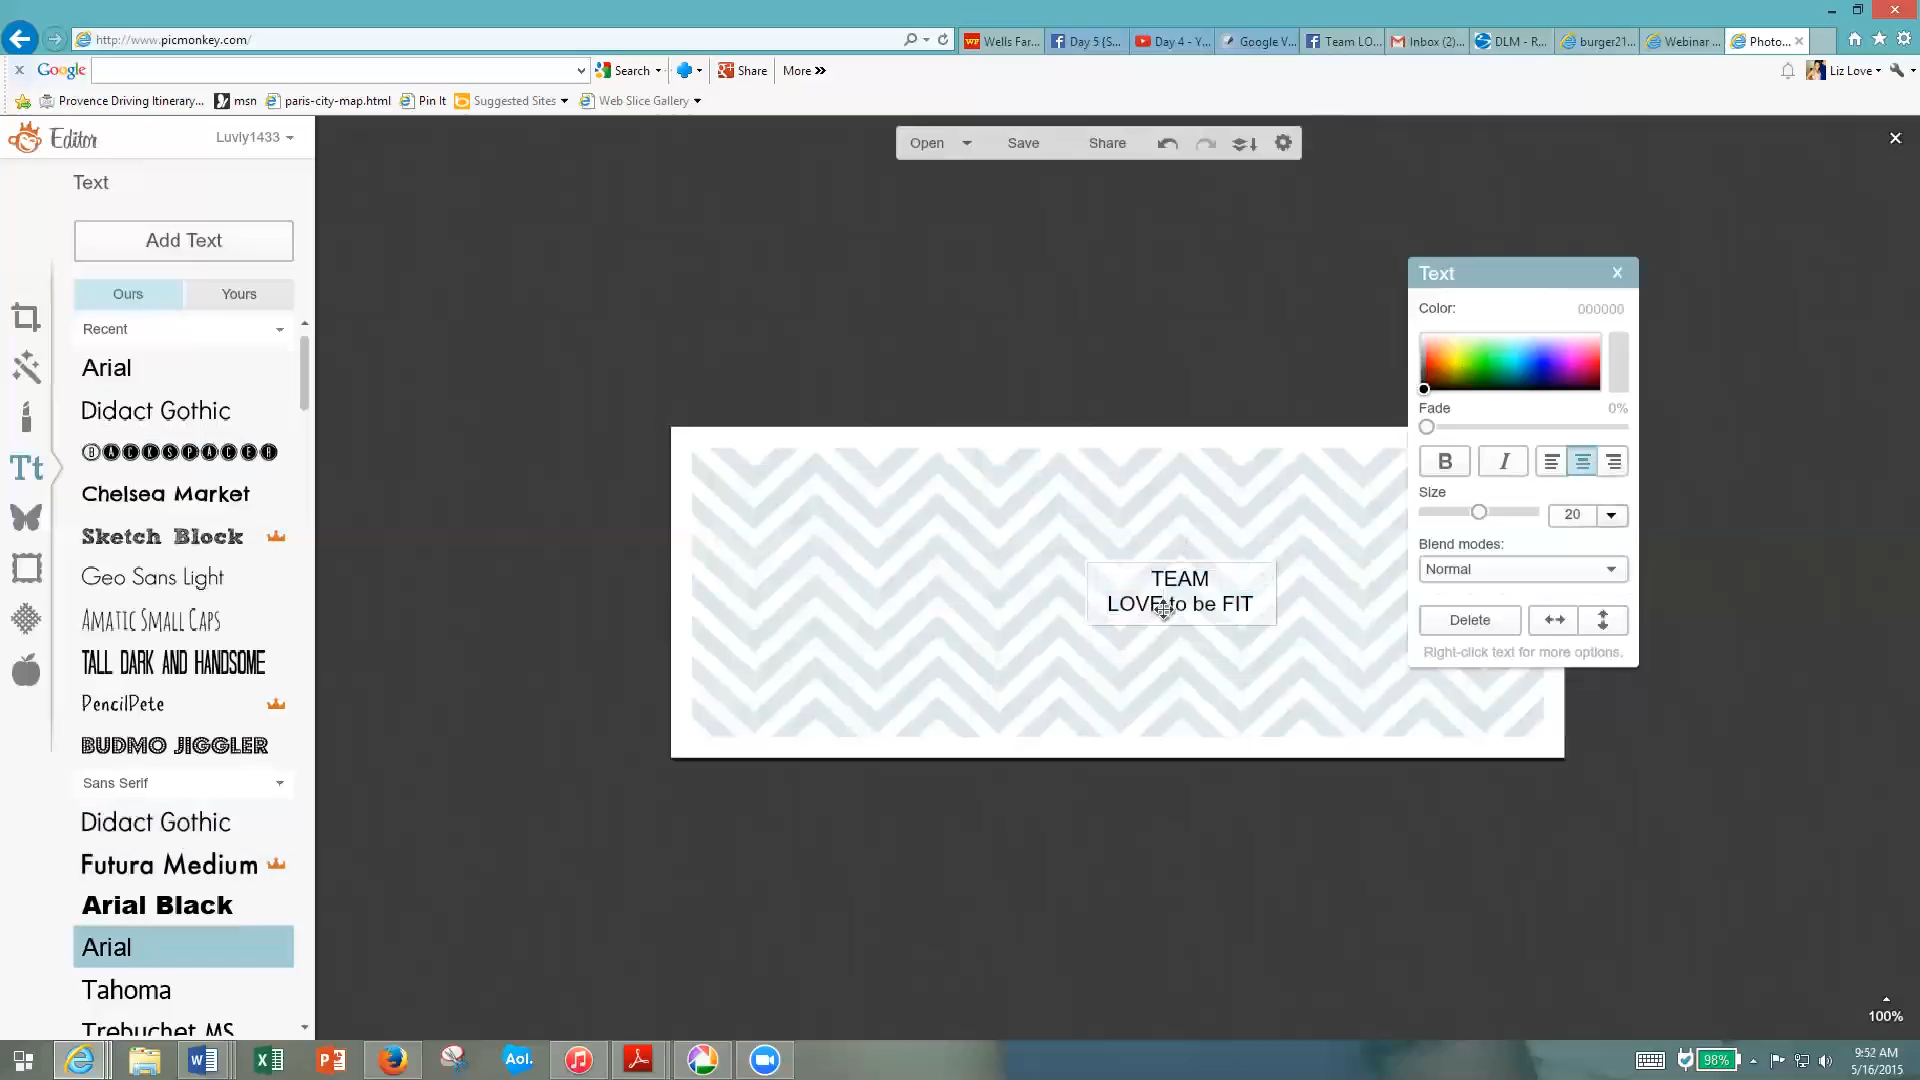 http://www.picmonkey.com/
Wells Far...
Day 5 {S...
Day 4 - Y...
Google V...
Team LO...
Inbox (2)...
DLM - R...
burger21...
Webinar ...
Photo...
Google
Search
Share
More »
Liz Love
Provence Driving Itinerary...
msn
paris-city-map.html
Pin It
Suggested Sites
Web Slice Gallery
Editor
Luvly1433
Open
Save
Share
Text
Add Text
Ours
Yours
Recent
Arial
Didact Gothic
BACKSPACER
Chelsea Market
Sketch Block
Geo Sans Light
Amatic Small Caps
TALL DARK AND HANDSOME
PencilPete
BUDMO JIGGLER
Sans Serif
Didact Gothic
Futura Medium
Arial Black
Arial
Tahoma
Trebuchet MS
TEAM
LOVE to be FIT
Text
X
Color:
000000
Fade
0%
B
I
Size
20
Blend modes:
Normal
Delete
Right-click text for more options.
100%
Aol.
98%
9:52 AM
5/16/2015